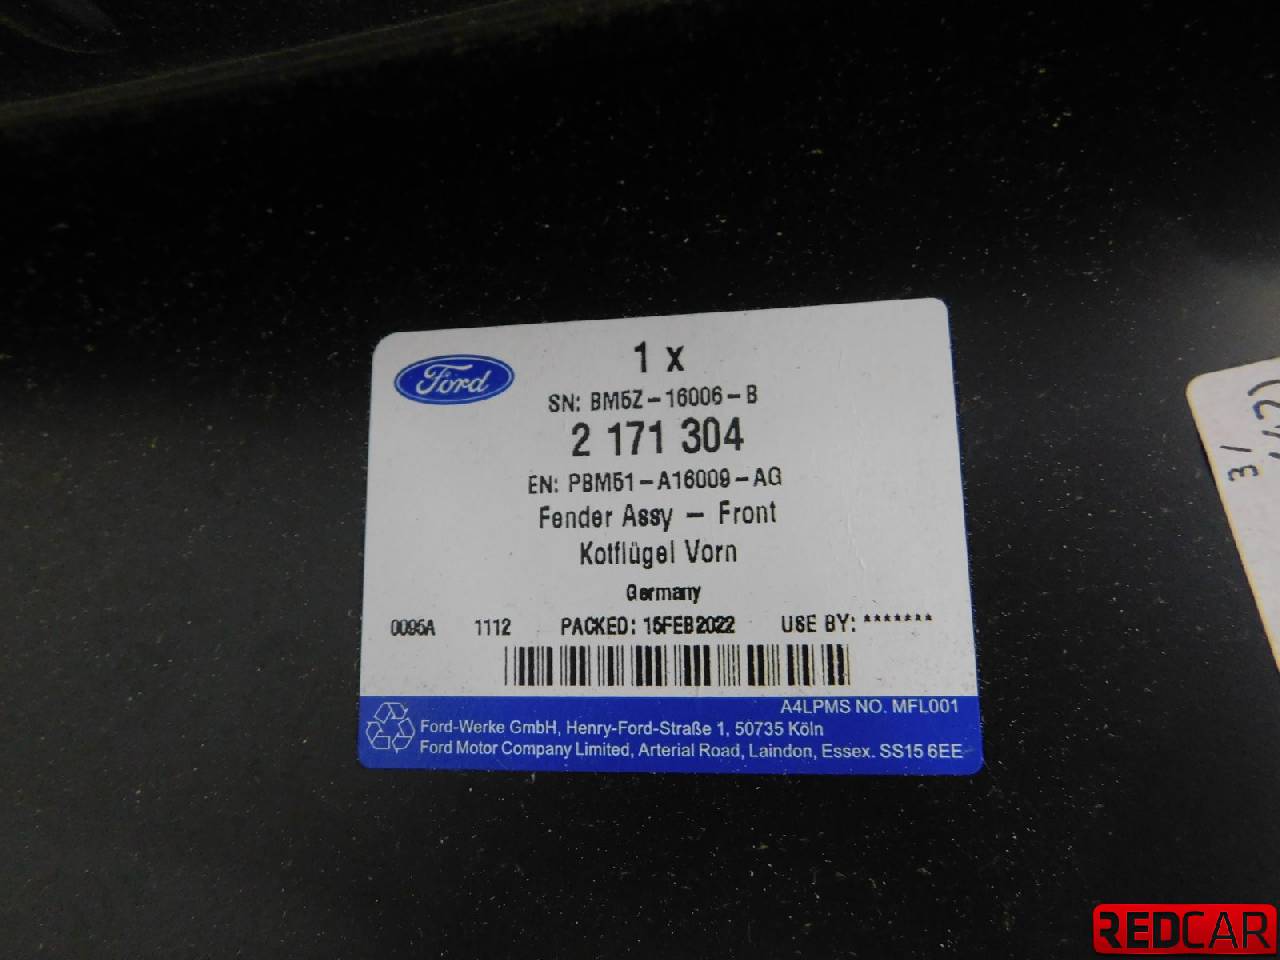 Ford
1 x
SN: BM5Z-16006-B
2 171 304
EN: PBM51-A16009-AG
Fender Assy - Front
Kotflügel Vorn
Germany
0095A 1112 PACKED: 15FEB2022 USE BY: *******
A4LPMS NO. MFL001
Ford-Werke GmbH, Henry-Ford-Straße 1, 50735 Köln
Ford Motor Company Limited, Arterial Road, Laindon, Essex. SS15 6EE
31
REDCAR